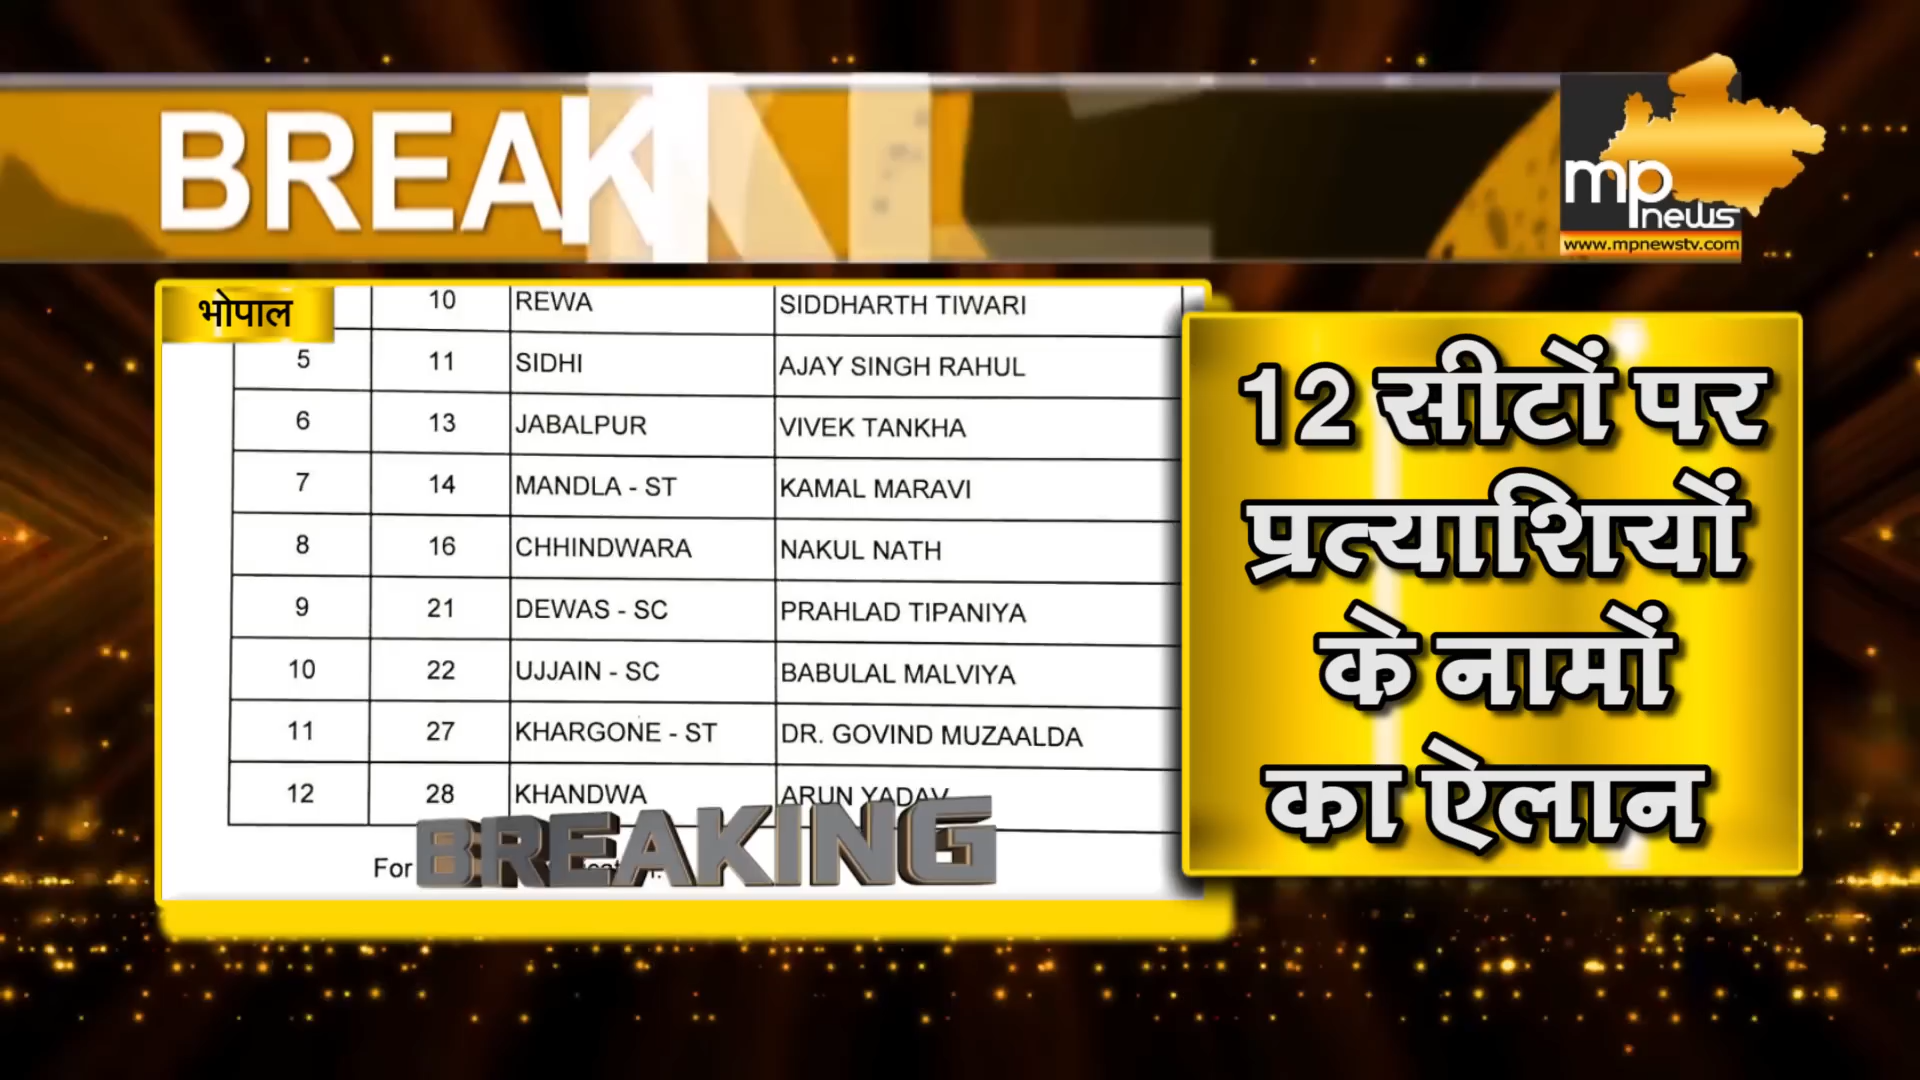 BREAK
mp
news
www.mpnewstv.com
भोपाल
10 REWA SIDDHARTH TIWARI
5 11 SIDHI AJAY SINGH RAHUL
6 13 JABALPUR VIVEK TANKHA
7 14 MANDLA - ST KAMAL MARAVI
8 16 CHHINDWARA NAKUL NATH
9 21 DEWAS - SC PRAHLAD TIPANIYA
10 22 UJJAIN - SC BABULAL MALVIYA
11 27 KHARGONE - ST DR. GOVIND MUZAALDA
12 28 KHANDWA ARUN YADAV
For
BREAKING
12 सीटों पर
प्रत्याशियों
के नामों
का ऐलान